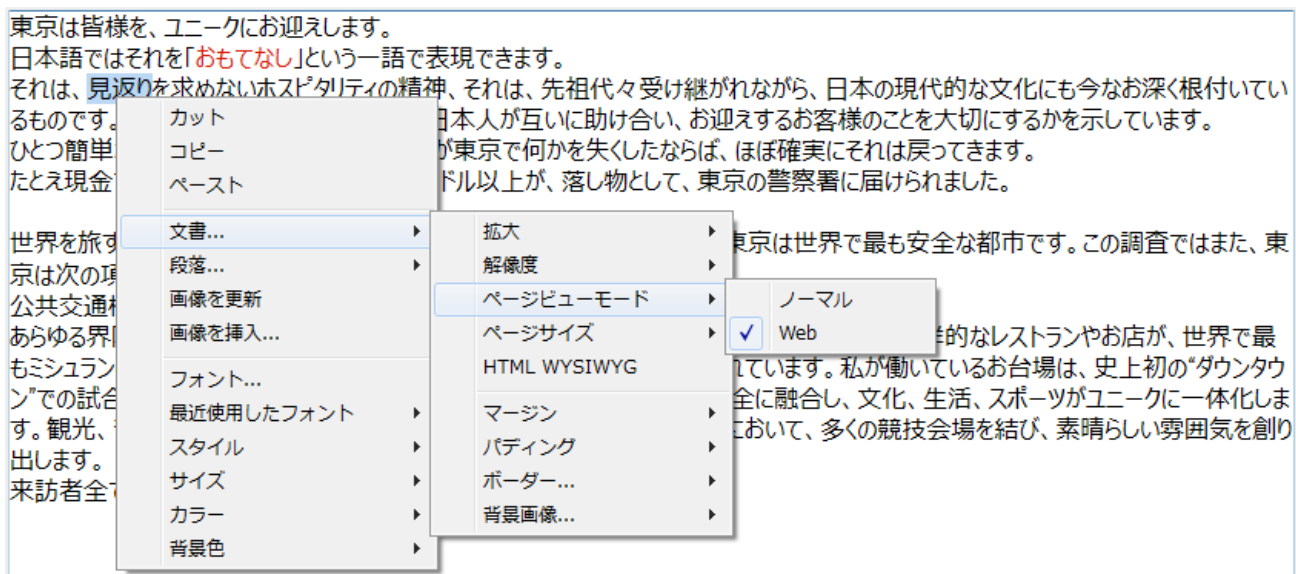 東京は皆様を、ユニークにお迎えします。
日本語ではそれを「おもてなし」という一語で表現できます。
それは、見返りを求めないホスピタリティの精神、それは、先祖代々受け継がれながら、日本の現代的な文化にも今なお深く根付いてい
るものです。
日本人が互いに助け合い、お迎えするお客様のことを大切にするかを示しています。
ひとつ簡単
が東京で何かを失くしたならば、ほぼ確実にそれは戻ってきます。
たとえ現金
ドル以上が、落し物として、東京の警察署に届けられました。
世界を旅す
東京は世界で最も安全な都市です。この調査ではまた、東
京は次の項
公共交通機
あらゆる界隈
的なレストランやお店が、世界で最
もミシュラン
れています。私が働いているお台場は、史上初の“ダウンタウ
ン”での試合
全に融合し、文化、生活、スポーツがユニークに一体化しま
す。観光、
において、多くの競技会場を結び、素晴らしい雰囲気を創り
出します。
来訪者全て
カット
コピー
ペースト
文書...
段落...
画像を更新
画像を挿入...
フォント...
最近使用したフォント
スタイル
サイズ
カラー
背景色
拡大
解像度
ページビューモード
ページサイズ
HTML WYSIWYG
マージン
パディング
ボーダー...
背景画像...
ノーマル
Web